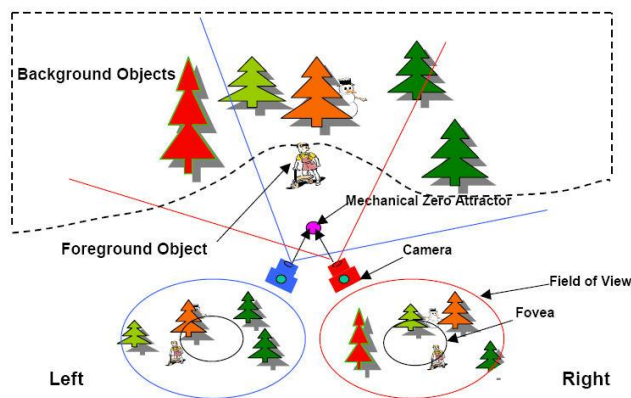 Background Objects
Mechanical Zero Attractor
Foreground Object
Camera
Field of View
Fovea
Left
Right